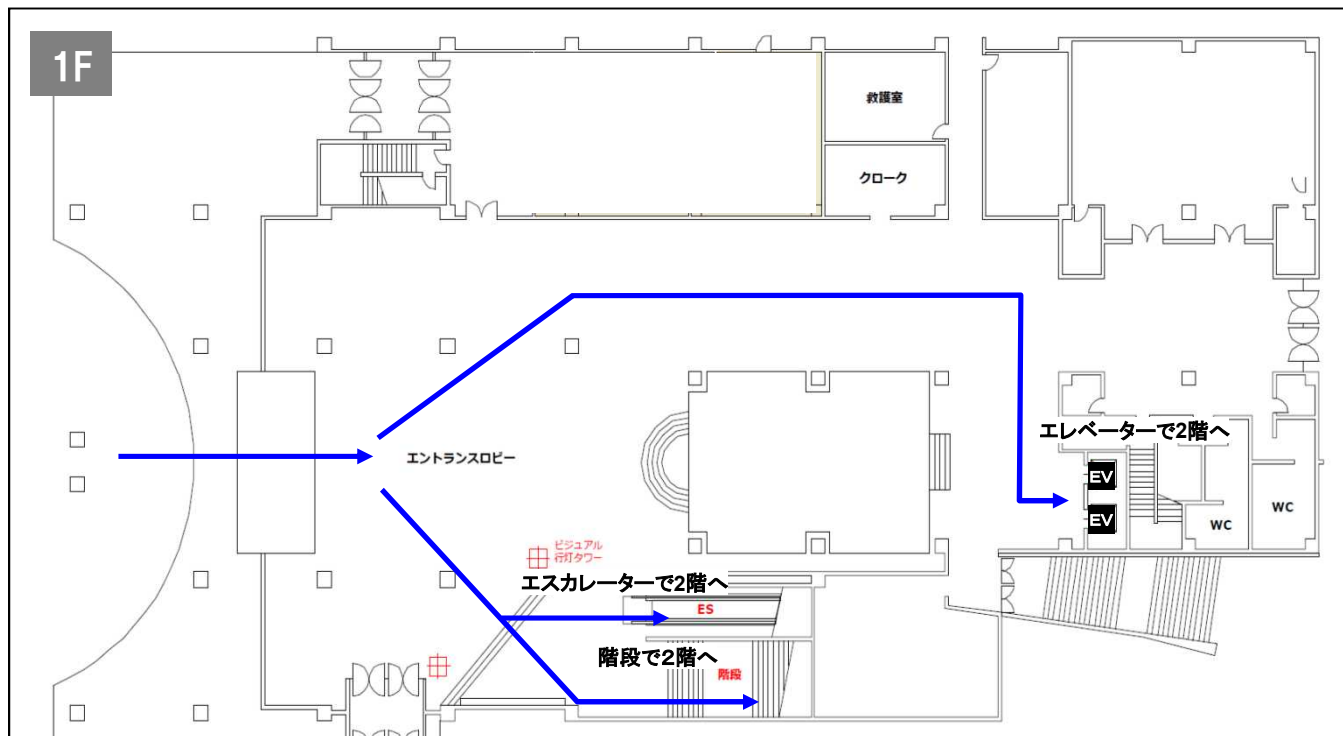 1F
救護室
クローク
エレベーターで2階へ
エントランスロビー
EV
EV
WC
WC
ビジュアル
行灯タワー
エスカレーターで2階へ
ES
階段で2階へ
階段